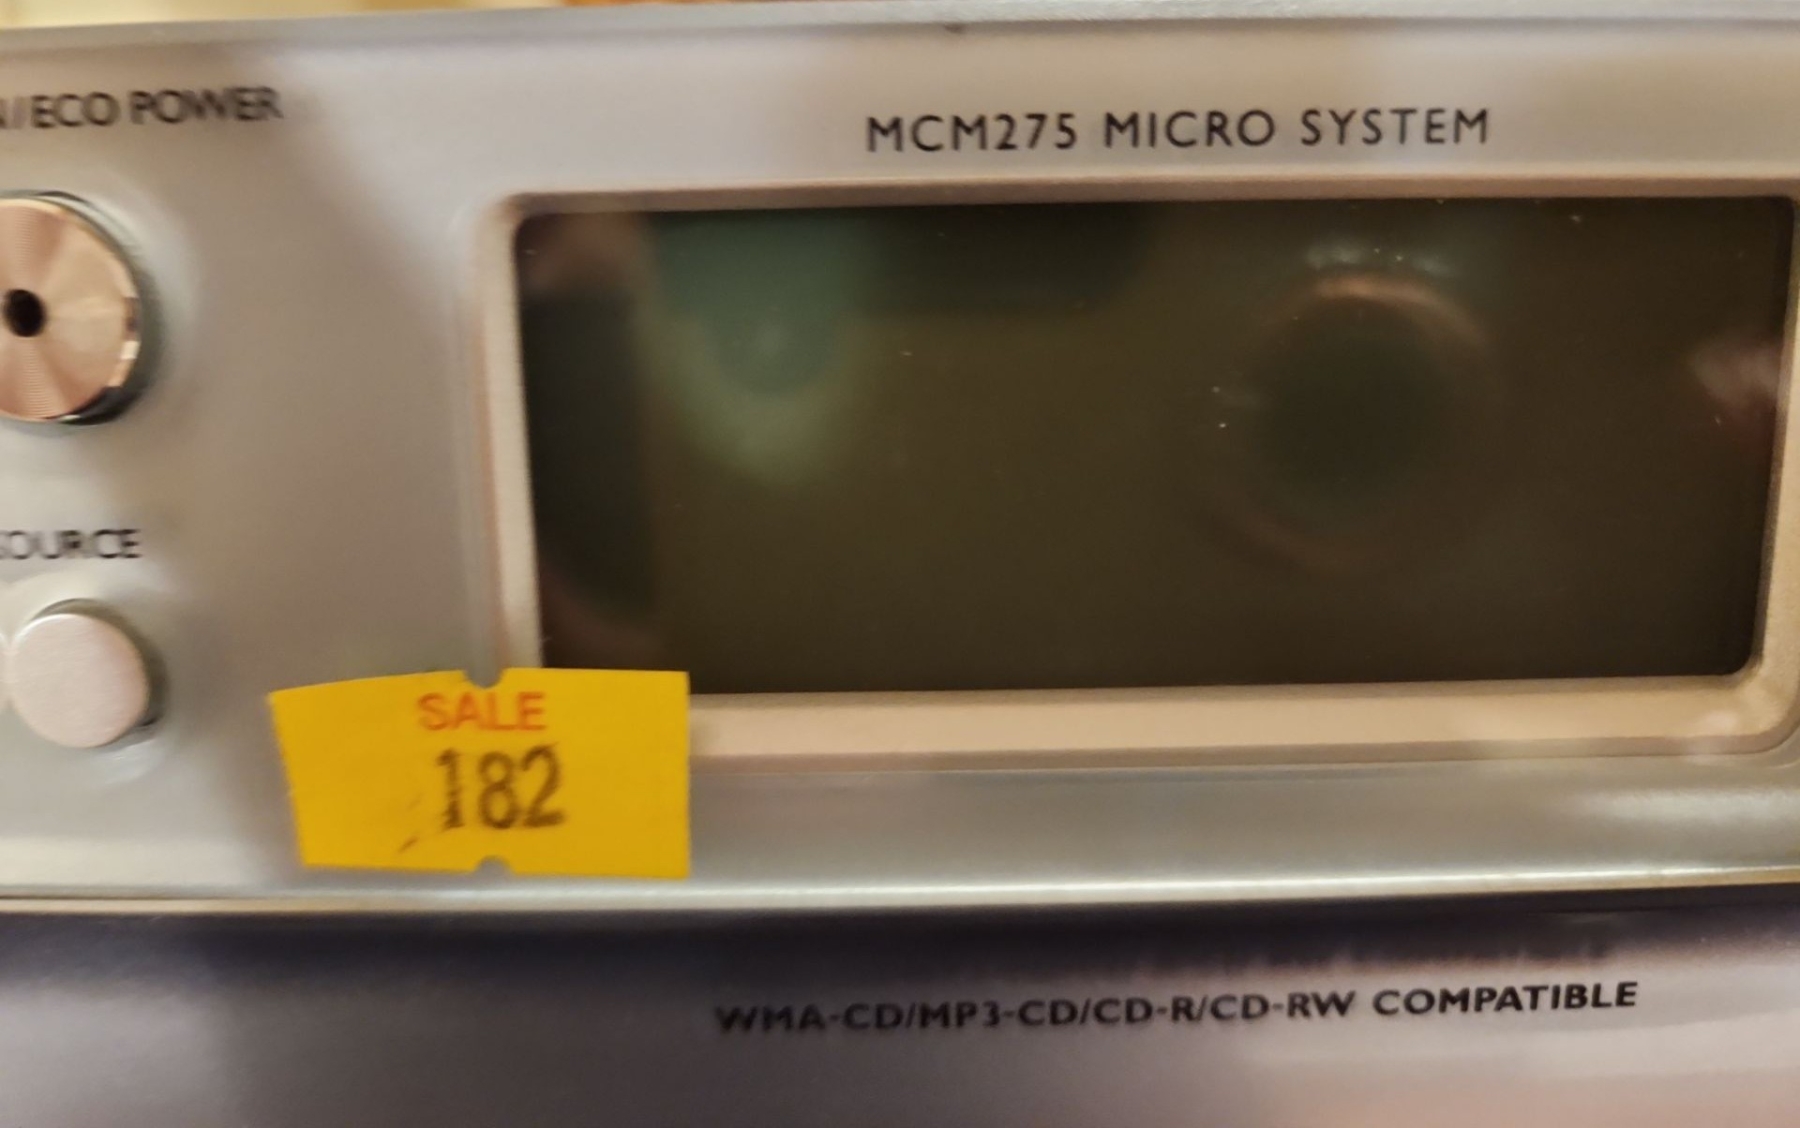 /ECO POWER
MCM275 MICRO SYSTEM
SOURCE
SALE
182
WMA-CD/MP3-CD/CD-R/CD-RW COMPATIBLE